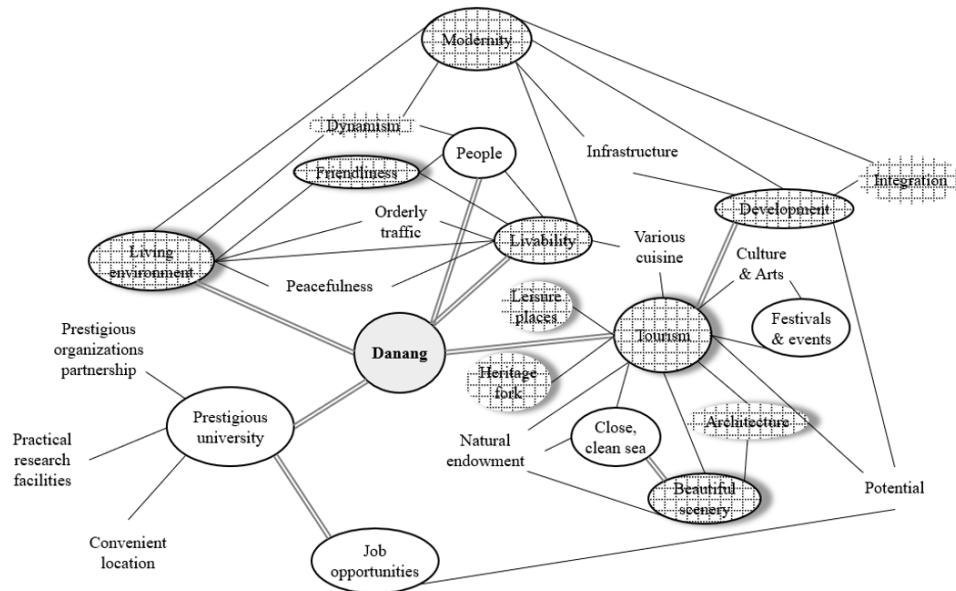 Modernity
Dynamism
People
Infrastructure
Friendliness
Integration
Development
Orderly
traffic
Livability
Living
environment
Various
cuisine
Culture
& Arts
Peacefulness
Leisure
places
Festivals
& events
Tourism
Prestigious
organizations
partnership
Danang
Heritage
fork
Prestigious
university
Close,
clean sea
Architecture
Practical
research
facilities
Natural
endowment
Beautiful
scenery
Potential
Convenient
location
Job
opportunities